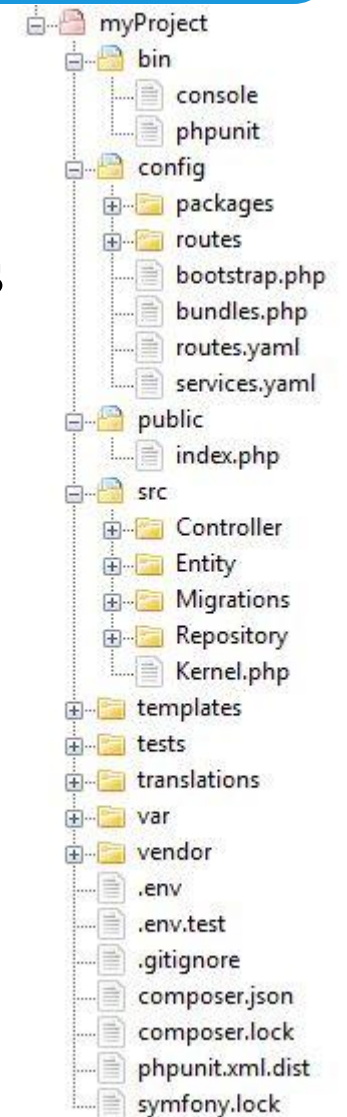 myProject
bin
console
phpunit
config
packages
routes
bootstrap.php
bundles.php
routes.yaml
services.yaml
public
index.php
src
Controller
Entity
Migrations
Repository
Kernel.php
templates
tests
translations
var
vendor
.env
.env.test
.gitignore
composer.json
composer.lock
phpunit.xml.dist
symfony.lock